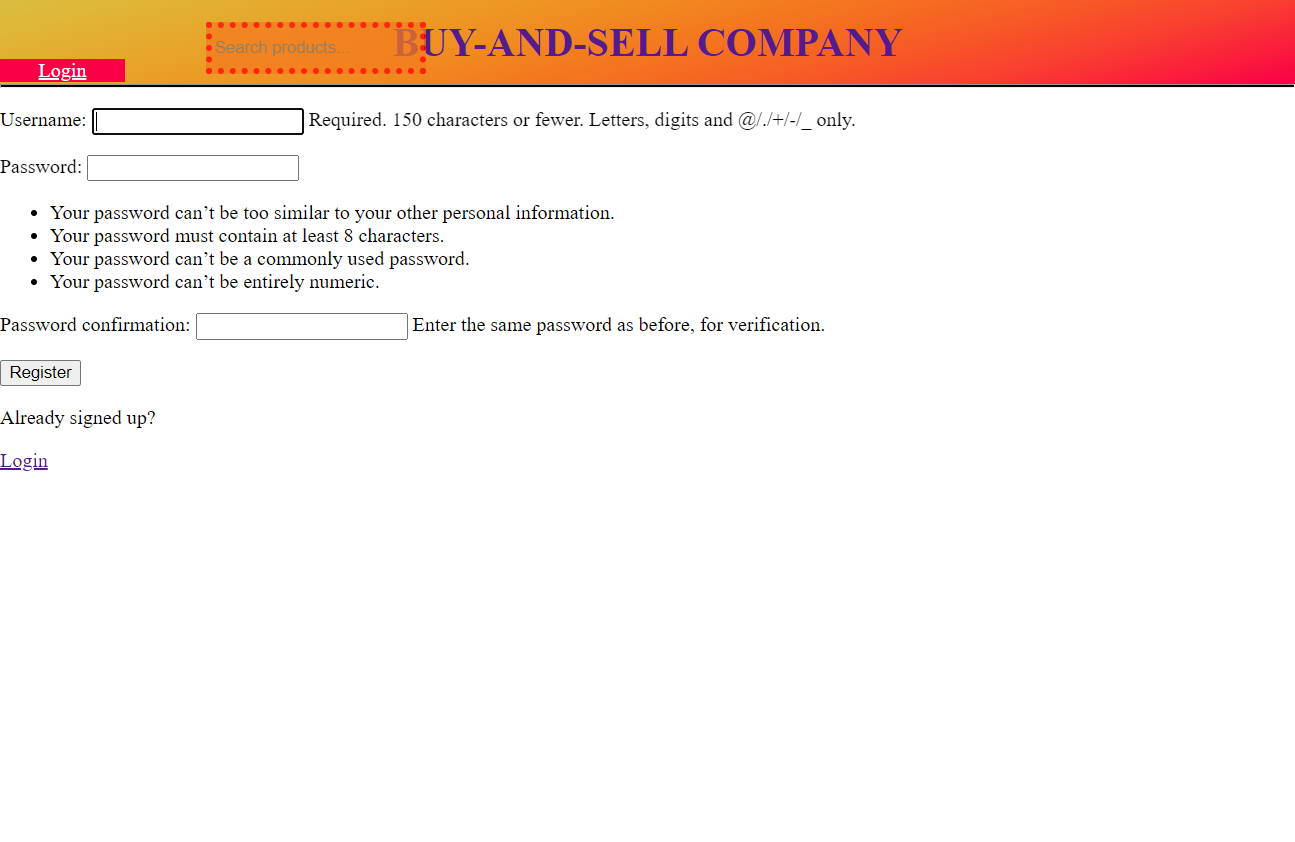 Search products...
BUY-AND-SELL COMPANY
Login
Username: Required. 150 characters or fewer. Letters, digits and @/./+/-/_ only.
Password:
Your password can’t be too similar to your other personal information.
Your password must contain at least 8 characters.
Your password can’t be a commonly used password.
Your password can’t be entirely numeric.
Password confirmation: Enter the same password as before, for verification.
Register
Already signed up?
Login